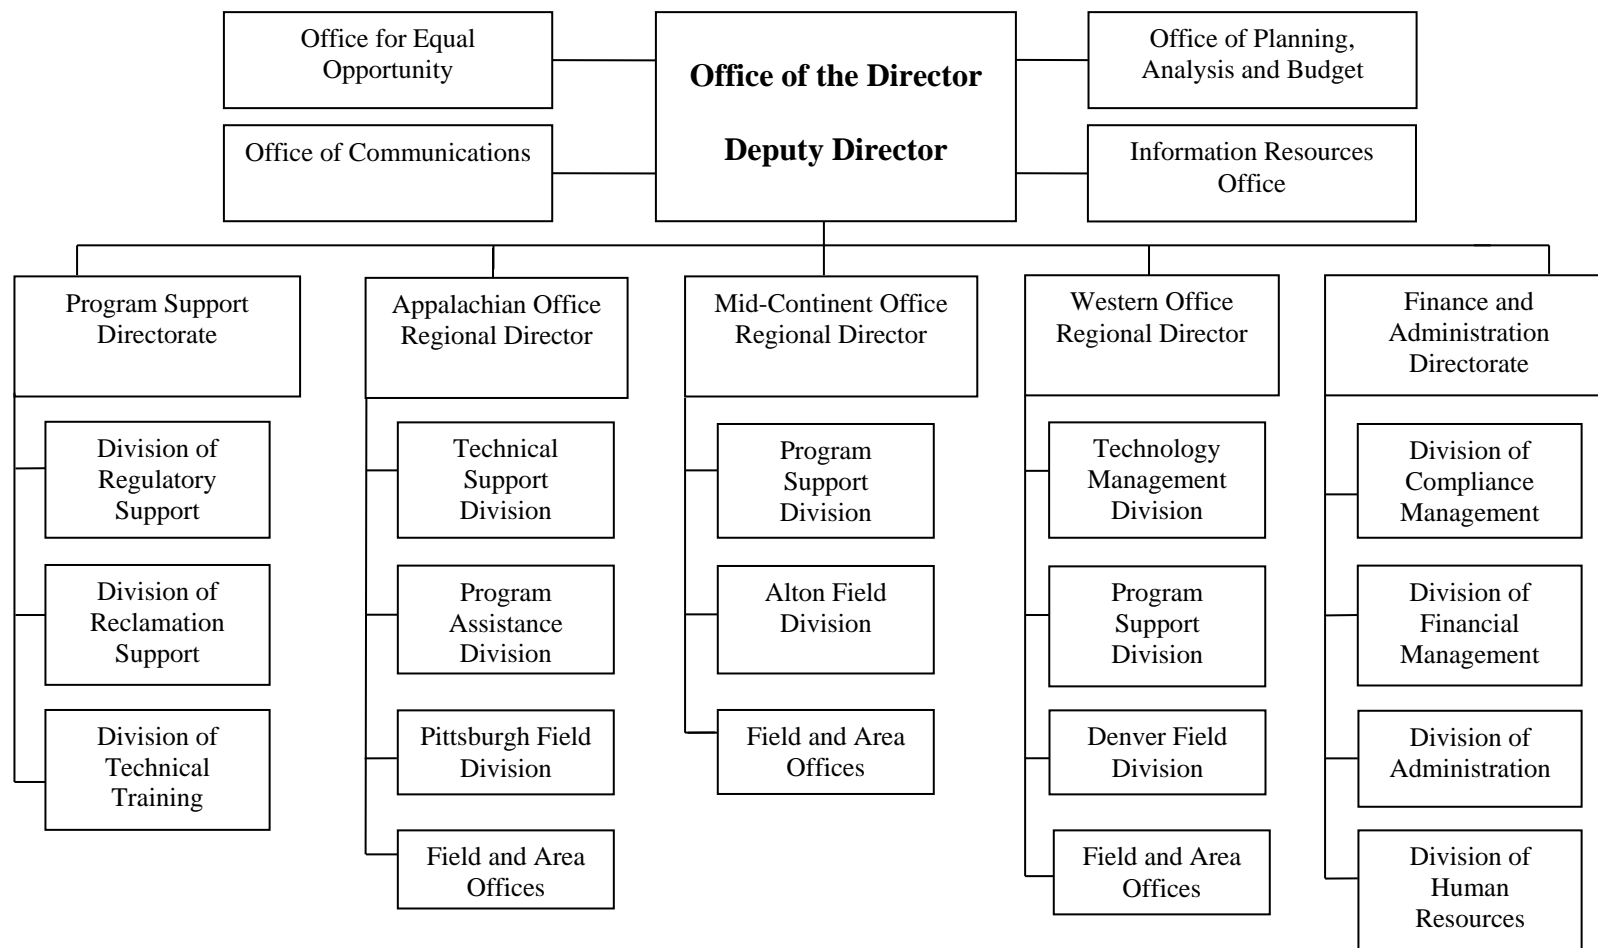 Office for Equal
Opportunity
Office of the Director
Deputy Director
Office of Planning,
Analysis and Budget
Office of Communications
Information Resources
Office
Program Support
Directorate
Appalachian Office
Regional Director
Mid-Continent Office
Regional Director
Western Office
Regional Director
Finance and
Administration
Directorate
Division of
Regulatory
Support
Technical
Support
Division
Program
Support
Division
Technology
Management
Division
Division of
Compliance
Management
Division of
Reclamation
Support
Program
Assistance
Division
Alton Field
Division
Program
Support
Division
Division of
Financial
Management
Division of
Technical
Training
Pittsburgh Field
Division
Field and Area
Offices
Denver Field
Division
Division of
Administration
Field and Area
Offices
Field and Area
Offices
Division of
Human
Resources